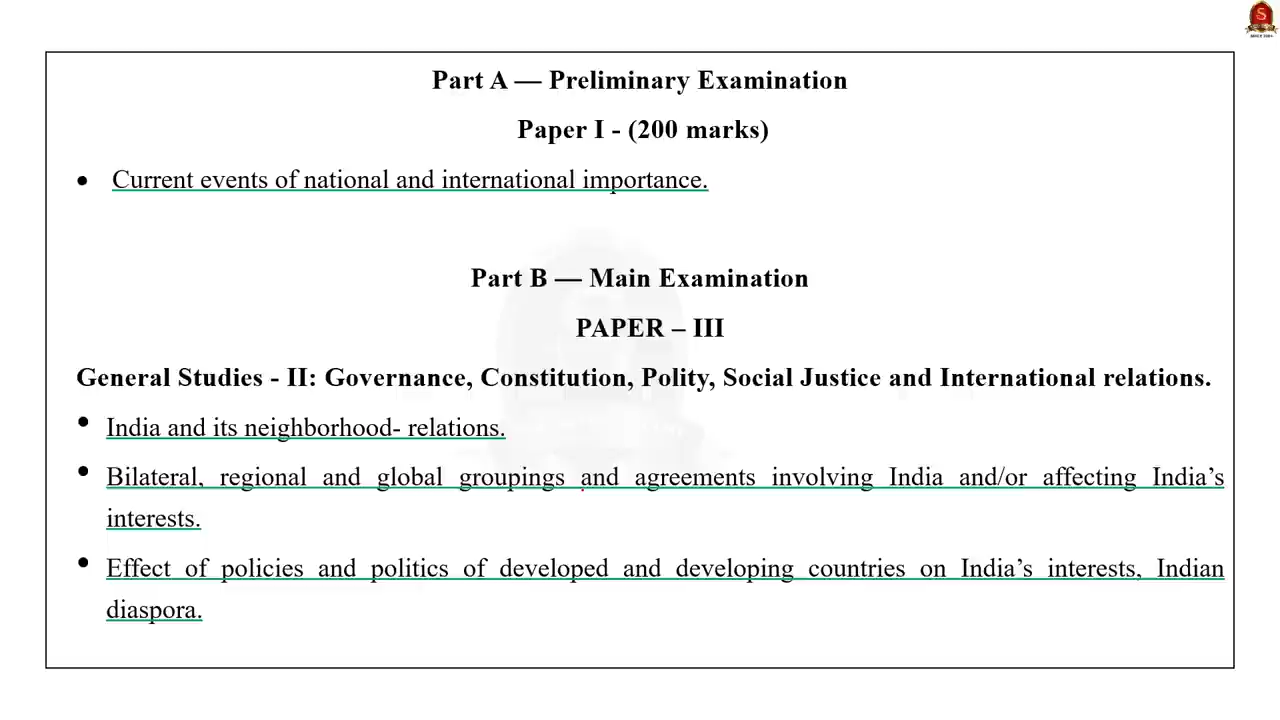 Part A — Preliminary Examination
Paper I - (200 marks)
• Current events of national and international importance.
Part B — Main Examination
PAPER – III
General Studies - II: Governance, Constitution, Polity, Social Justice and International relations.
• India and its neighborhood- relations.
• Bilateral, regional and global groupings and agreements involving India and/or affecting India’s
interests.
• Effect of policies and politics of developed and developing countries on India’s interests, Indian
diaspora.